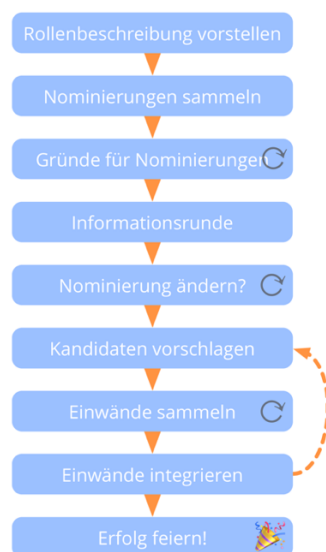 Rollenbeschreibung vorstellen
Nominierungen sammeln
Gründe für Nominierungen
Informationsrunde
Nominierung ändern?
Kandidaten vorschlagen
Einwände sammeln
Einwände integrieren
Erfolg feiern!